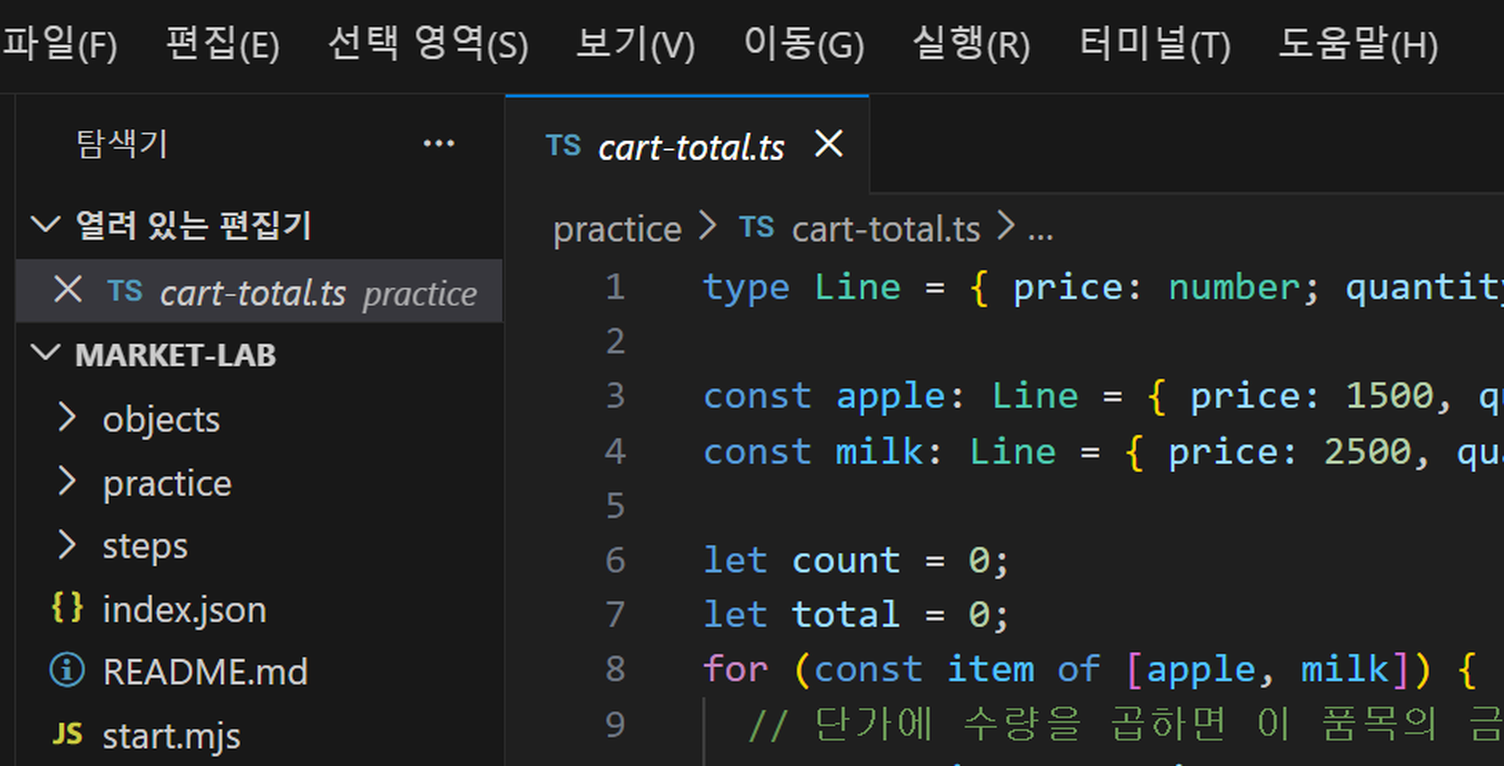 파일(F) 편집(E) 선택 영역(S) 보기(V) 이동(G) 실행(R) 터미널(T) 도움말(H)
탐색기 ...
열려 있는 편집기
TS cart-total.ts practice
MARKET-LAB
objects
practice
steps
{} index.json
README.md
JS start.mjs
TS cart-total.ts
practice > TS cart-total.ts > ...
1 type Line = { price: number; quantity
2
3 const apple: Line = { price: 1500, q
4 const milk: Line = { price: 2500, qu
5
6 let count = 0;
7 let total = 0;
8 for (const item of [apple, milk]) {
9 // 단가에 수량을 곱하면 이 품목의 금